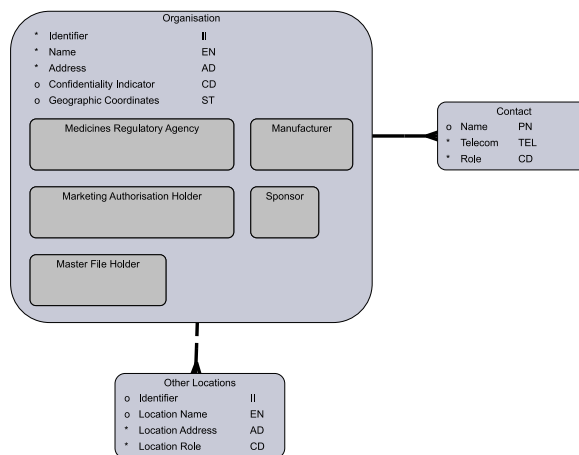 Organisation
* Identifier II
* Name EN
* Address AD
o Confidentiality Indicator CD
o Geographic Coordinates ST
Medicines Regulatory Agency
Manufacturer
Marketing Authorisation Holder
Sponsor
Master File Holder
Contact
o Name PN
* Telecom TEL
* Role CD
Other Locations
o Identifier II
o Location Name EN
* Location Address AD
* Location Role CD